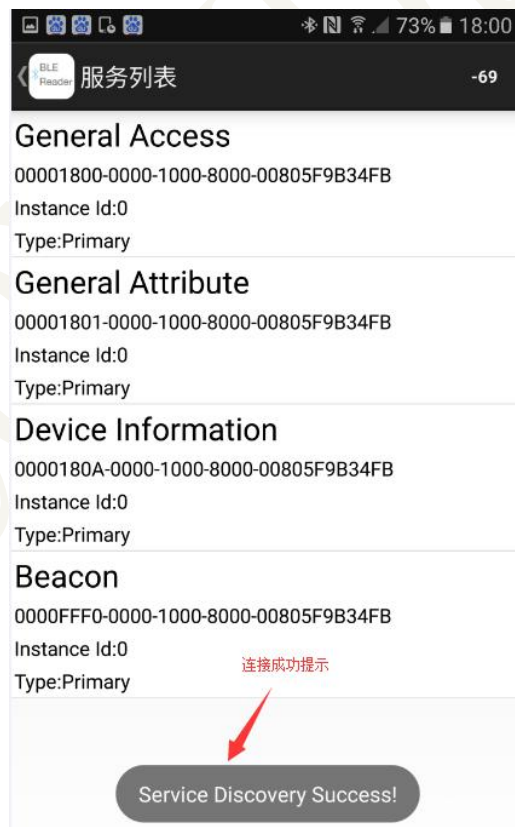 73% 18:00
BLE
Reader
服务列表
-69
General Access
00001800-0000-1000-8000-00805F9B34FB
Instance Id:0
Type:Primary
General Attribute
00001801-0000-1000-8000-00805F9B34FB
Instance Id:0
Type:Primary
Device Information
0000180A-0000-1000-8000-00805F9B34FB
Instance Id:0
Type:Primary
Beacon
0000FFF0-0000-1000-8000-00805F9B34FB
Instance Id:0
连接成功提示
Type:Primary
Service Discovery Success!